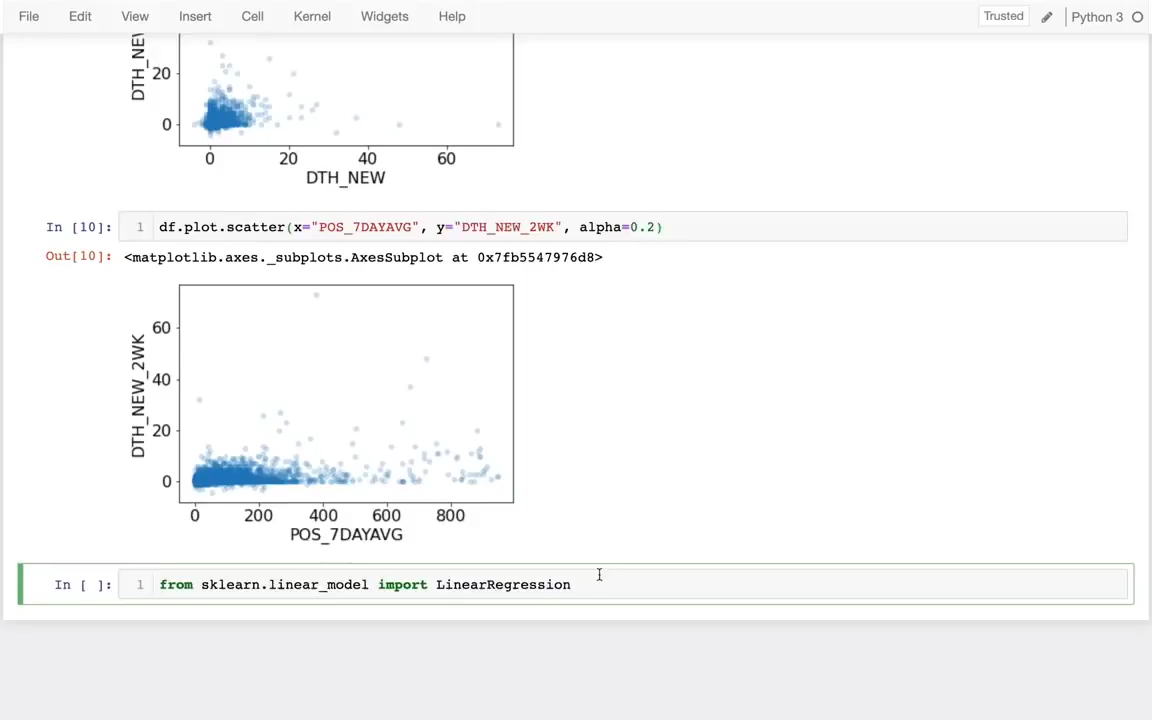 File Edit View Insert Cell Kernel Widgets Help Trusted Python 3
20
0
0 20 40 60
DTH_NEW
In [10]: 1 df.plot.scatter(x="POS_7DAYAVG", y="DTH_NEW_2WK", alpha=0.2)
Out[10]: <matplotlib.axes._subplots.AxesSubplot at 0x7fb5547976d8>
DTH_NEW_2WK
60
40
20
0
0 200 400 600 800
POS_7DAYAVG
In [ ]: 1 from sklearn.linear_model import LinearRegression